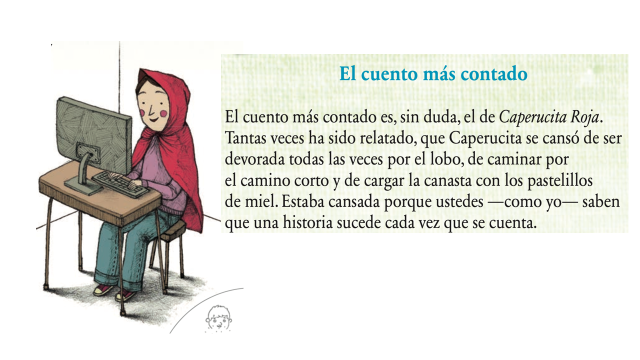 El cuento más contado
El cuento más contado es, sin duda, el de Caperucita Roja.
Tantas veces ha sido relatado, que Caperucita se cansó de ser
devorada todas las veces por el lobo, de caminar por
el camino corto y de cargar la canasta con los pastelillos
de miel. Estaba cansada porque ustedes —como yo— saben
que una historia sucede cada vez que se cuenta.